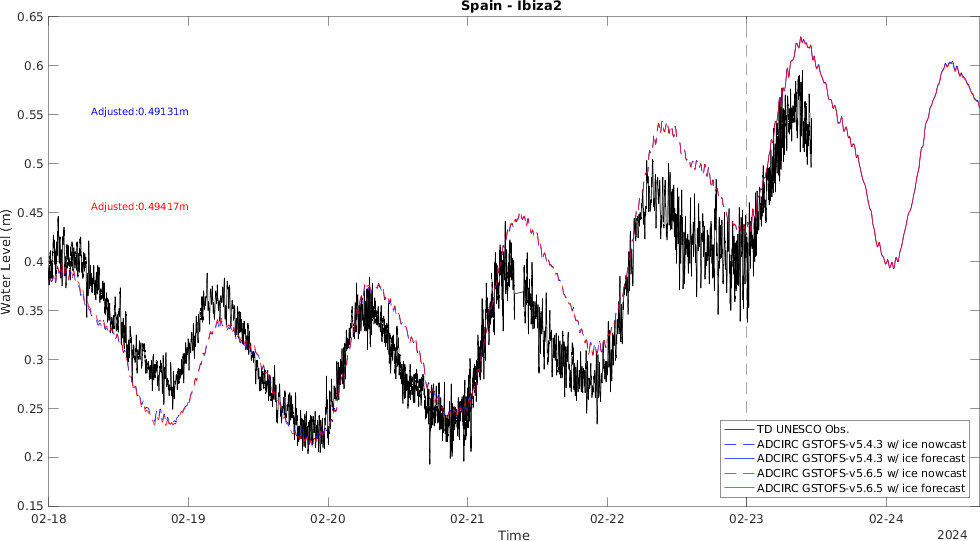 Spain - Ibiza2
0.65
0.6
0.55
0.5
0.45
0.4
0.35
0.3
0.25
0.2
0.15
Water Level (m)
Adjusted:0.49131m
Adjusted:0.49417m
TD UNESCO Obs.
ADCIRC GSTOFS-v5.4.3 w/ ice nowcast
ADCIRC GSTOFS-v5.4.3 w/ ice forecast
ADCIRC GSTOFS-v5.6.5 w/ ice nowcast
ADCIRC GSTOFS-v5.6.5 w/ ice forecast
02-18 02-19 02-20 02-21 02-22 02-23 02-24
Time
2024